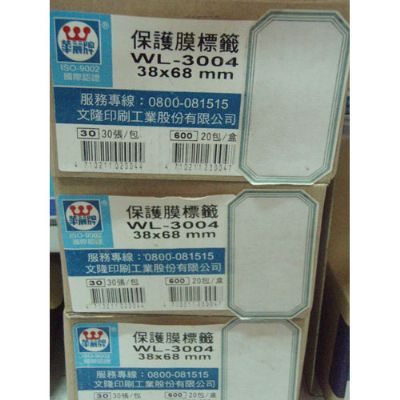 華麗牌 ®
ISO-9002
國際認證
保護膜標籤
WL-3004
38x68 mm
服務專線：0800-081515
文隆印刷工業股份有限公司
30 30張/包 600 20包/盒
華麗牌 ®
ISO-9002
國際認證
保護膜標籤
WL-3004
38x68 mm
服務專線：0800-081515
文隆印刷工業股份有限公司
30 30張/包 600 20包/盒
華麗牌 ®
ISO-9002
國際認證
保護膜標籤
WL-3004
38x68 mm
服務專線：0800-081515
文隆印刷工業股份有限公司